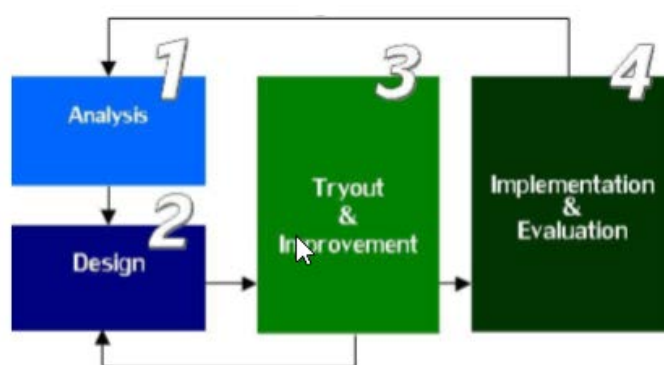 1
Analysis
2
Design
3
Tryout
&
Improvement
4
Implementation
&
Evaluation